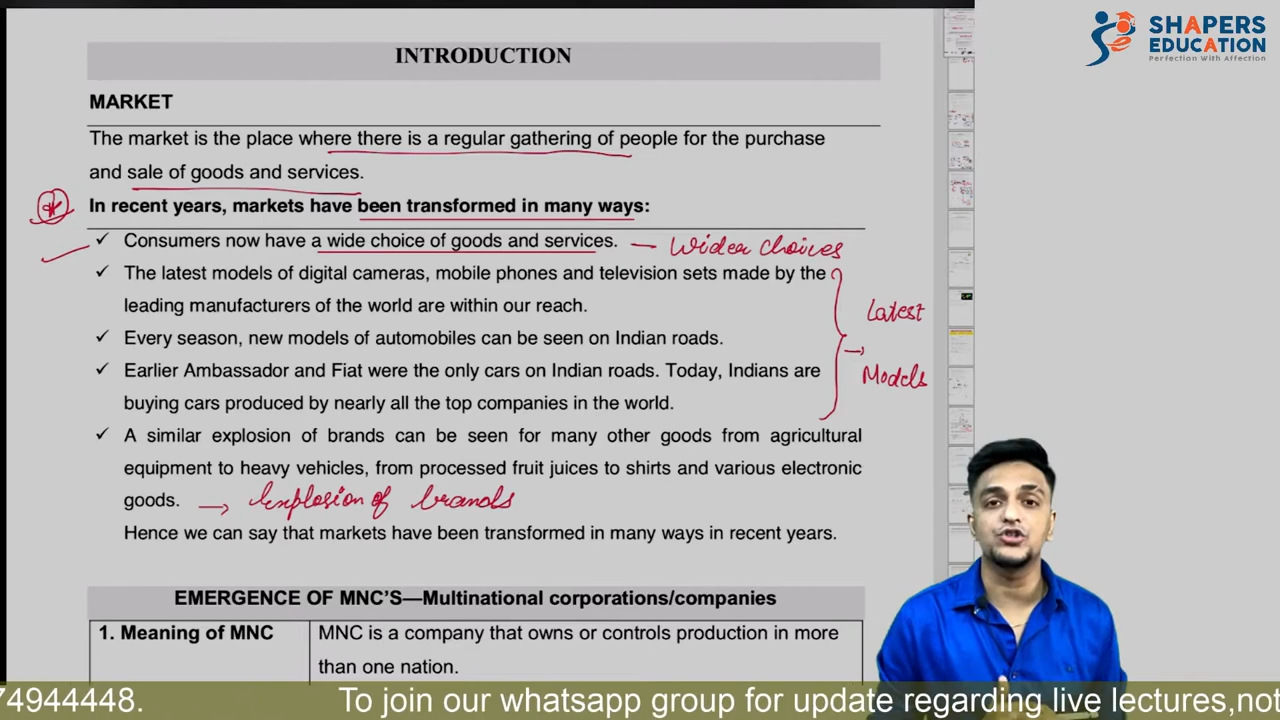 SHAPERS
EDUCATION
Perfection With Affection
INTRODUCTION
MARKET
The market is the place where there is a regular gathering of people for the purchase
and sale of goods and services.
In recent years, markets have been transformed in many ways:
✓ Consumers now have a wide choice of goods and services. — Wider choices
✓ The latest models of digital cameras, mobile phones and television sets made by the
leading manufacturers of the world are within our reach.
Latest
✓ Every season, new models of automobiles can be seen on Indian roads.
✓ Earlier Ambassador and Fiat were the only cars on Indian roads. Today, Indians are
Models
buying cars produced by nearly all the top companies in the world.
✓ A similar explosion of brands can be seen for many other goods from agricultural
equipment to heavy vehicles, from processed fruit juices to shirts and various electronic
goods. → Explosion of brands
Hence we can say that markets have been transformed in many ways in recent years.
EMERGENCE OF MNC'S—Multinational corporations/companies
1. Meaning of MNC
MNC is a company that owns or controls production in more
than one nation.
74944448. To join our whatsapp group for update regarding live lectures,not